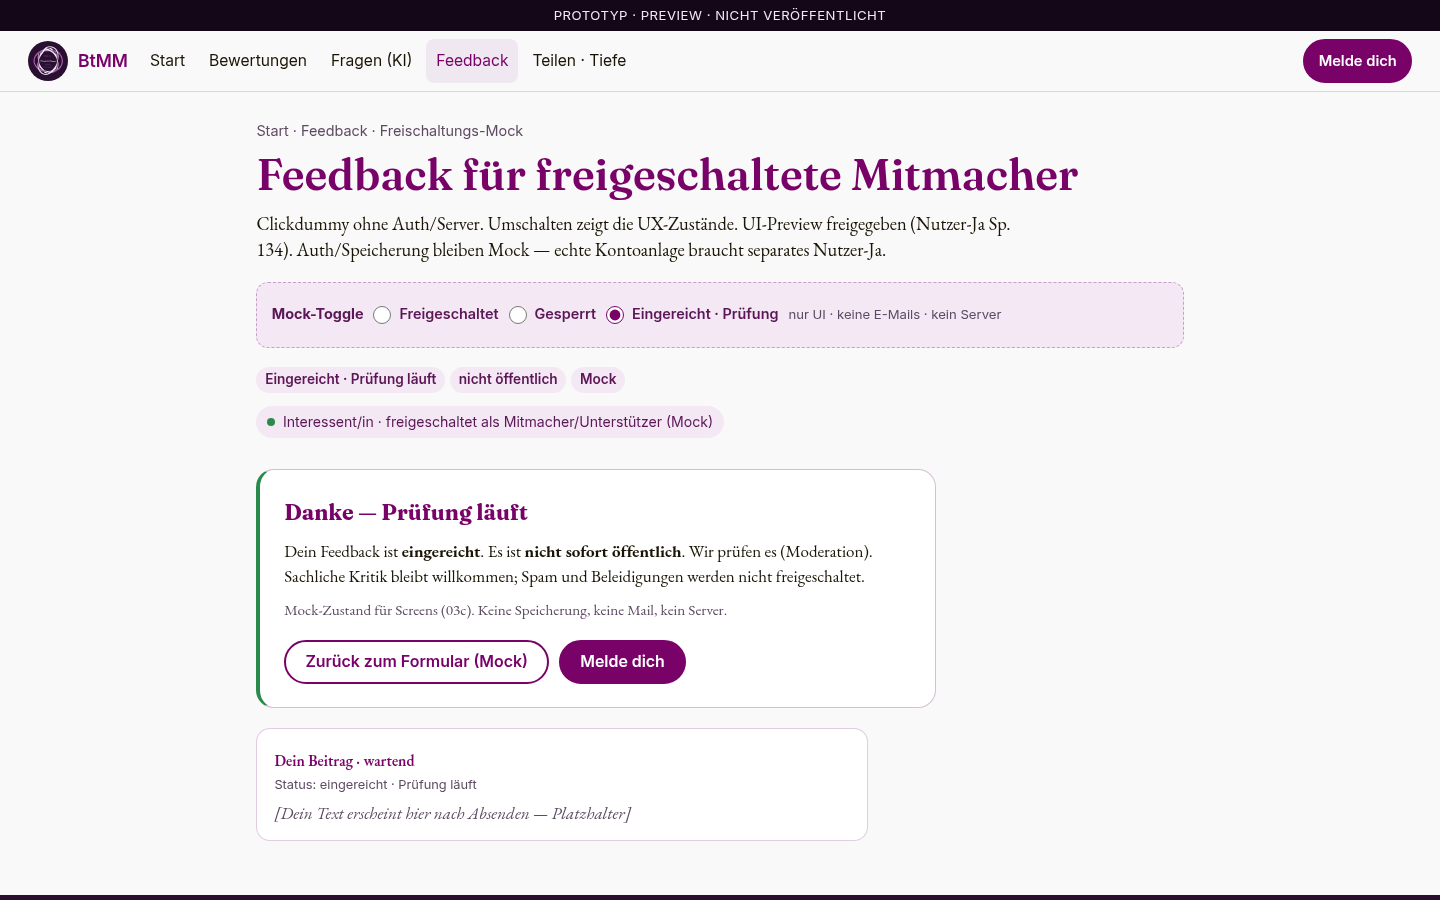 PROTOTYP · PREVIEW · NICHT VERÖFFENTLICHT
BtMM Start Bewertungen Fragen (KI) Feedback Teilen · Tiefe Melde dich
Start · Feedback · Freischaltungs-Mock
Feedback für freigeschaltete Mitmacher
Clickdummy ohne Auth/Server. Umschalten zeigt die UX-Zustände. UI-Preview freigegeben (Nutzer-Ja Sp.
134). Auth/Speicherung bleiben Mock — echte Kontoanlage braucht separates Nutzer-Ja.
Mock-Toggle Freigeschaltet Gesperrt Eingereicht · Prüfung nur UI · keine E-Mails · kein Server
Eingereicht · Prüfung läuft nicht öffentlich Mock
Interessent/in · freigeschaltet als Mitmacher/Unterstützer (Mock)
Danke — Prüfung läuft
Dein Feedback ist eingereicht. Es ist nicht sofort öffentlich. Wir prüfen es (Moderation).
Sachliche Kritik bleibt willkommen; Spam und Beleidigungen werden nicht freigeschaltet.
Mock-Zustand für Screens (03c). Keine Speicherung, keine Mail, kein Server.
Zurück zum Formular (Mock) Melde dich
Dein Beitrag · wartend
Status: eingereicht · Prüfung läuft
[Dein Text erscheint hier nach Absenden — Platzhalter]